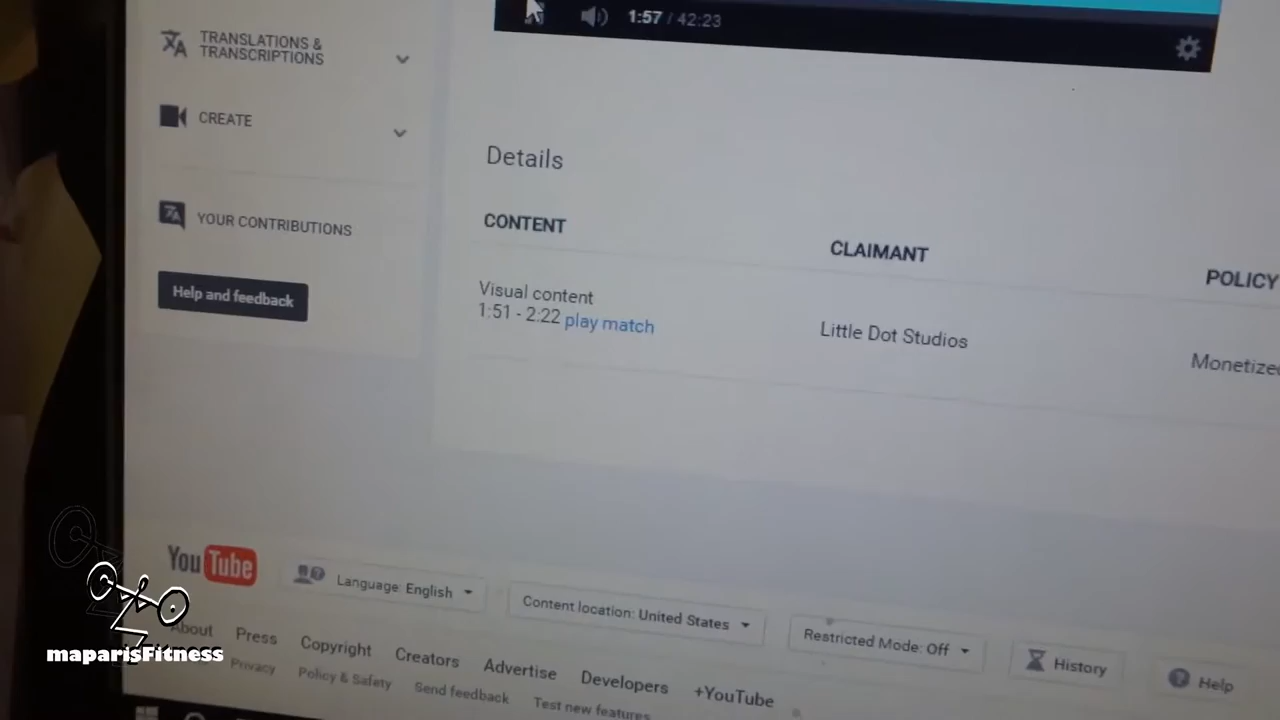 1:57 / 42:23
TRANSLATIONS &
TRANSCRIPTIONS
CREATE
YOUR CONTRIBUTIONS
Help and feedback
Details
CONTENT
CLAIMANT
POLICY
Visual content
1:51 - 2:22 play match
Little Dot Studios
Monetized
YouTube
Language: English
Content location: United States
Restricted Mode: Off
History
Help
About Press Copyright Creators Advertise Developers +YouTube
Privacy Policy & Safety Send feedback Test new features
maparisFitness